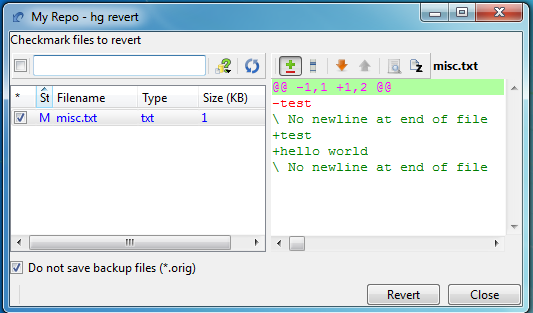 My Repo - hg revert
Checkmark files to revert
misc.txt
* St Filename Type Size (KB)
M misc.txt txt 1
@@ -1,1 +1,2 @@
-test
\ No newline at end of file
+test
+hello world
\ No newline at end of file
Do not save backup files (*.orig)
Revert Close